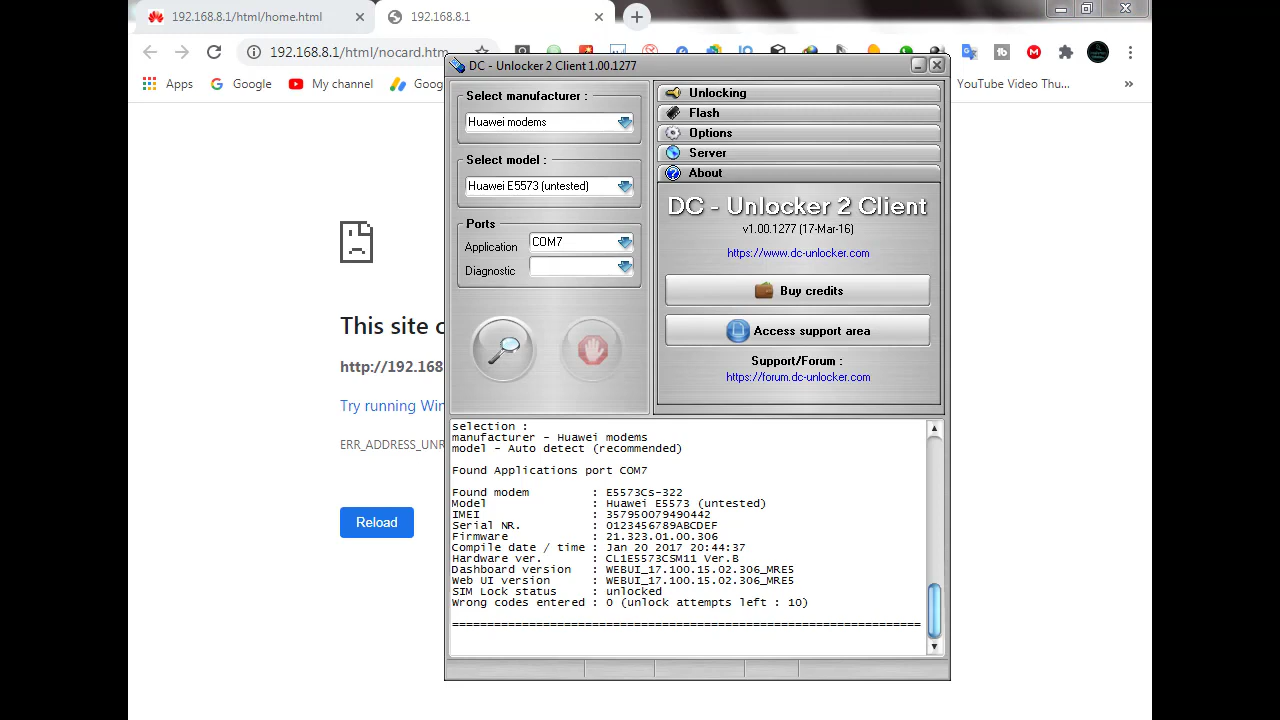 192.168.8.1/html/home.html
192.168.8.1
192.168.8.1/html/nocard.htm
Apps
Google
My channel
Goog
YouTube Video Thu...
This site c
http://192.168
Try running Win
ERR_ADDRESS_UNR
Reload
DC - Unlocker 2 Client 1.00.1277
Select manufacturer :
Huawei modems
Select model :
Huawei E5573 (untested)
Ports
Application COM7
Diagnostic
Unlocking
Flash
Options
Server
About
DC - Unlocker 2 Client
v1.00.1277 (17-Mar-16)
https://www.dc-unlocker.com
Buy credits
Access support area
Support/Forum :
https://forum.dc-unlocker.com
selection :
manufacturer - Huawei modems
model - Auto detect (recommended)
Found Applications port COM7
Found modem : E5573Cs-322
Model : Huawei E5573 (untested)
IMEI : 357950079490442
Serial NR. : 0123456789ABCDEF
Firmware : 21.323.01.00.306
Compile date / time : Jan 20 2017 20:44:37
Hardware ver. : CL1E5573CSM11 Ver.B
Dashboard version : WEBUI_17.100.15.02.306_MRE5
Web UI version : WEBUI_17.100.15.02.306_MRE5
SIM Lock status : unlocked
Wrong codes entered : 0 (unlock attempts left : 10)
===================================================================